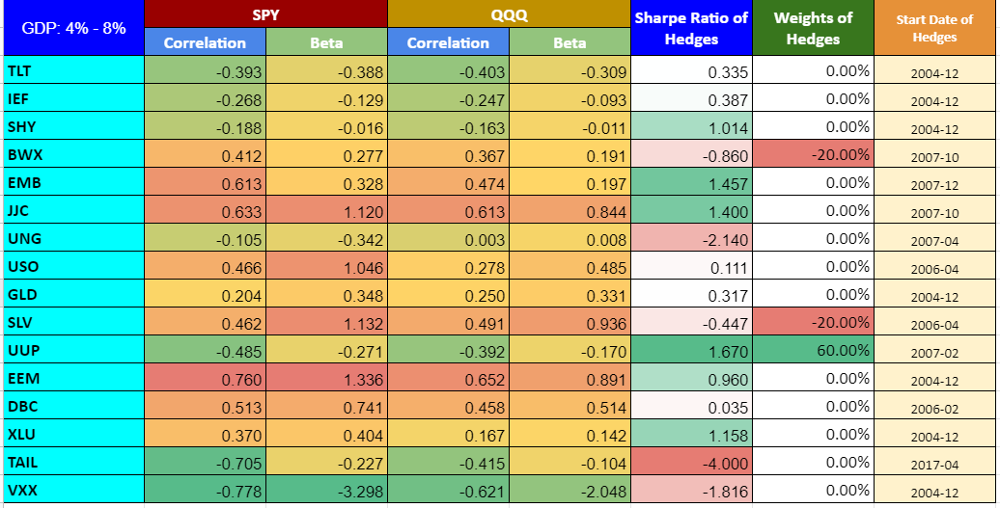 GDP: 4% - 8% SPY QQQ Sharpe Ratio of Hedges Weights of Hedges Start Date of Hedges
Correlation Beta Correlation Beta
TLT -0.393 -0.388 -0.403 -0.309 0.335 0.00% 2004-12
IEF -0.268 -0.129 -0.247 -0.093 0.387 0.00% 2004-12
SHY -0.188 -0.016 -0.163 -0.011 1.014 0.00% 2004-12
BWX 0.412 0.277 0.367 0.191 -0.860 -20.00% 2007-10
EMB 0.613 0.328 0.474 0.197 1.457 0.00% 2007-12
JJC 0.633 1.120 0.613 0.844 1.400 0.00% 2007-10
UNG -0.105 -0.342 0.003 0.008 -2.140 0.00% 2007-04
USO 0.466 1.046 0.278 0.485 0.111 0.00% 2006-04
GLD 0.204 0.348 0.250 0.331 0.317 0.00% 2004-12
SLV 0.462 1.132 0.491 0.936 -0.447 -20.00% 2006-04
UUP -0.485 -0.271 -0.392 -0.170 1.670 60.00% 2007-02
EEM 0.760 1.336 0.652 0.891 0.960 0.00% 2004-12
DBC 0.513 0.741 0.458 0.514 0.035 0.00% 2006-02
XLU 0.370 0.404 0.167 0.142 1.158 0.00% 2004-12
TAIL -0.705 -0.227 -0.415 -0.104 -4.000 0.00% 2017-04
VXX -0.778 -3.298 -0.621 -2.048 -1.816 0.00% 2004-12